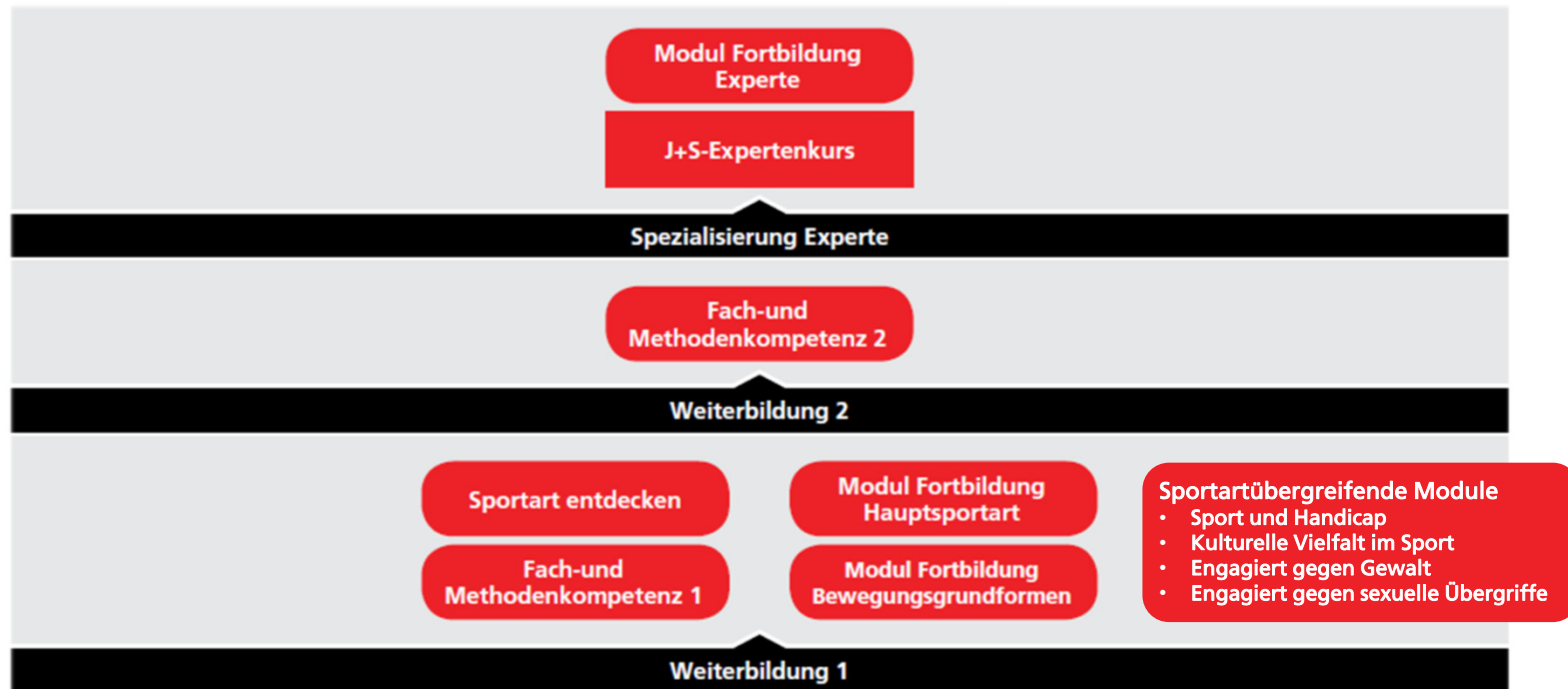 Modul Fortbildung
Experte
J+S-Expertenkurs
Spezialisierung Experte
Fach-und
Methodenkompetenz 2
Weiterbildung 2
Sportart entdecken
Modul Fortbildung
Hauptsportart
Fach-und
Methodenkompetenz 1
Modul Fortbildung
Bewegungsgrundformen
Sportartübergreifende Module
• Sport und Handicap
• Kulturelle Vielfalt im Sport
• Engagiert gegen Gewalt
• Engagiert gegen sexuelle Übergriffe
Weiterbildung 1